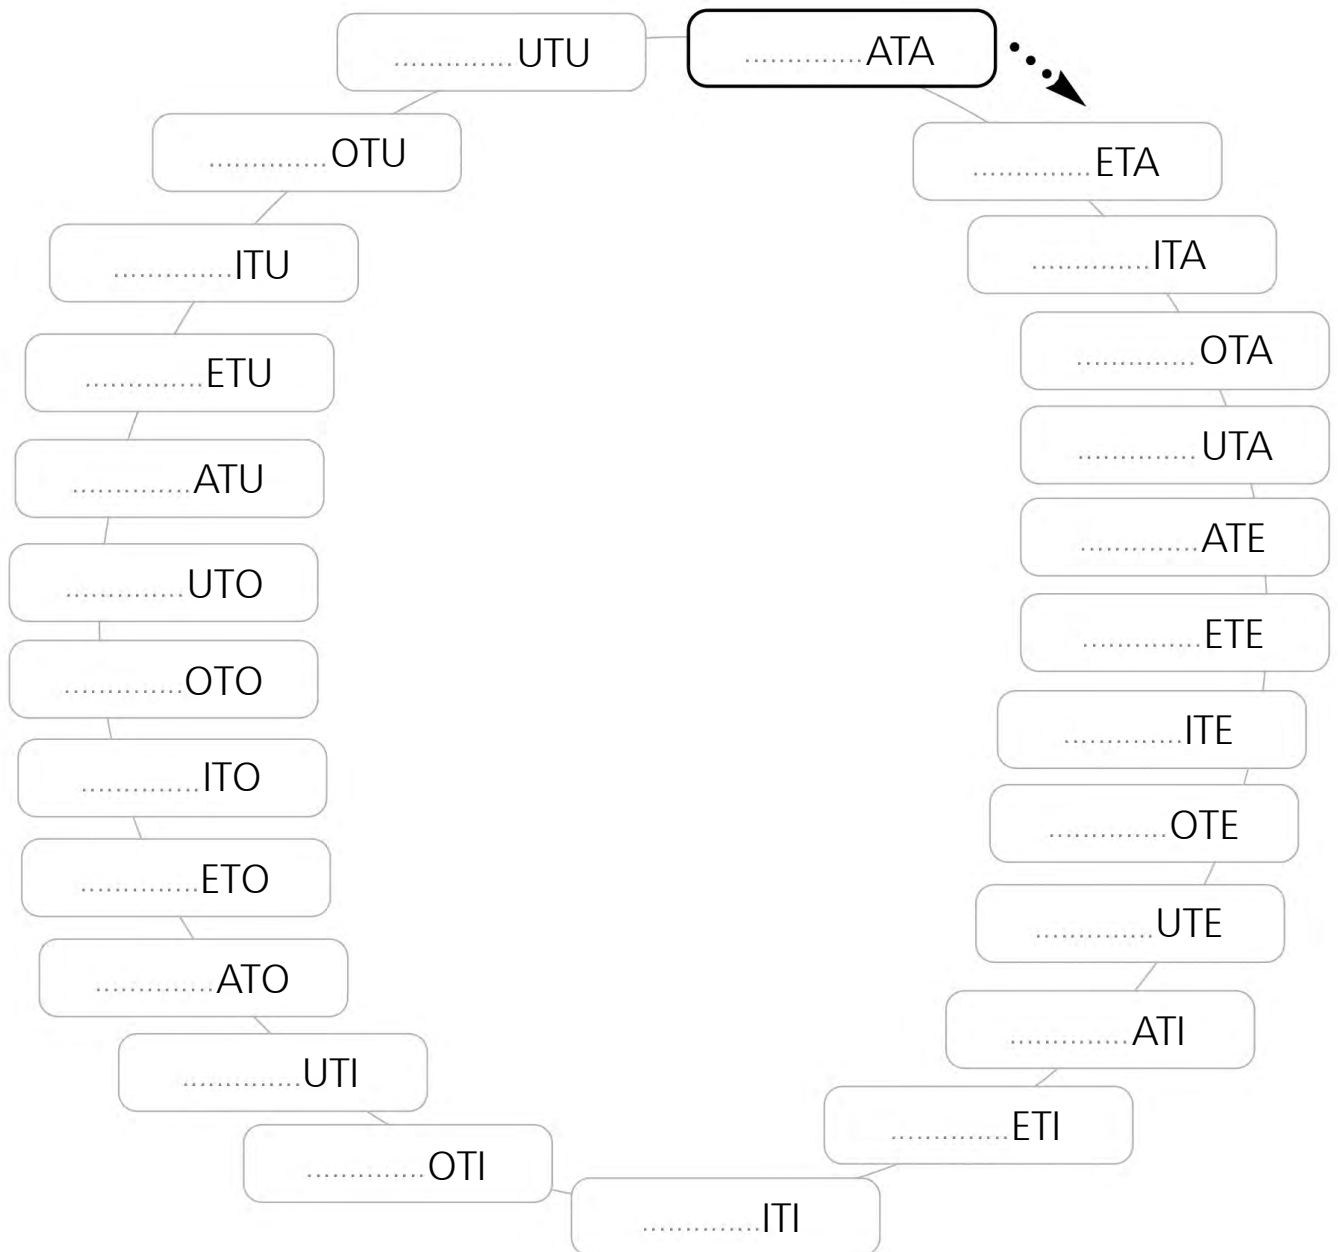 ..............ATA
..............ETA
..............ITA
..............OTA
..............UTA
..............ATE
..............ETE
..............ITE
..............OTE
..............UTE
..............ATI
..............ETI
..............ITI
..............OTI
..............UTI
..............ATO
..............ETO
..............ITO
..............OTO
..............UTO
..............ATU
..............ETU
..............ITU
..............OTU
..............UTU